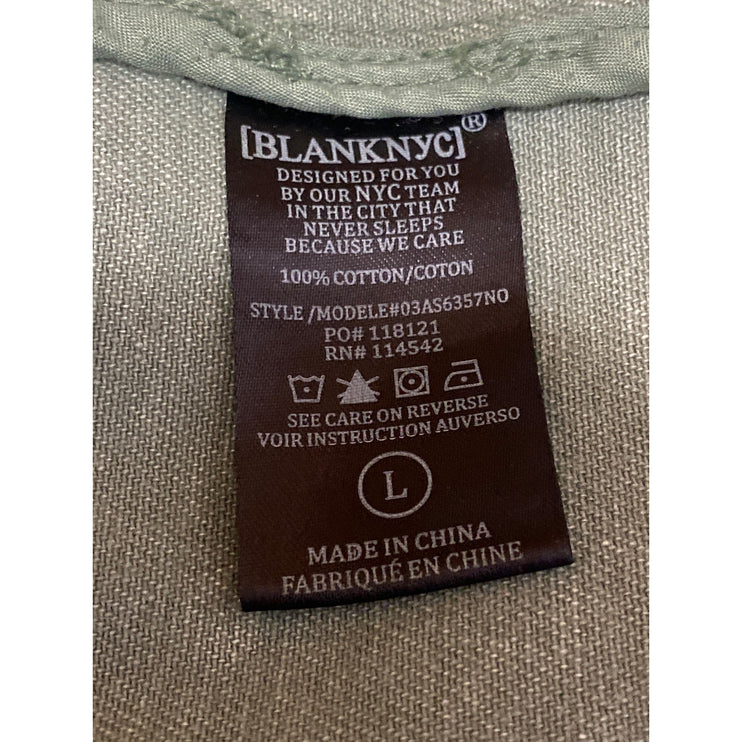 [BLANKNYC]®
DESIGNED FOR YOU
BY OUR NYC TEAM
IN THE CITY THAT
NEVER SLEEPS
BECAUSE WE CARE
100% COTTON/COTON
STYLE /MODELE#03AS6357NO
PO# 118121
RN# 114542
SEE CARE ON REVERSE
VOIR INSTRUCTION AUVERSO
L
MADE IN CHINA
FABRIQUÉ EN CHINE